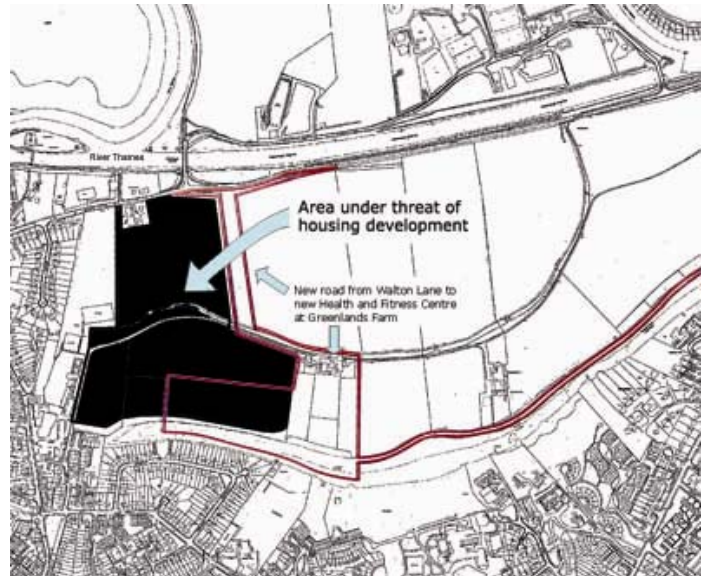 River Thames
Area under threat of
housing development
New road from Walton Lane to
new Health and Fitness Centre
at Greenlands Farm